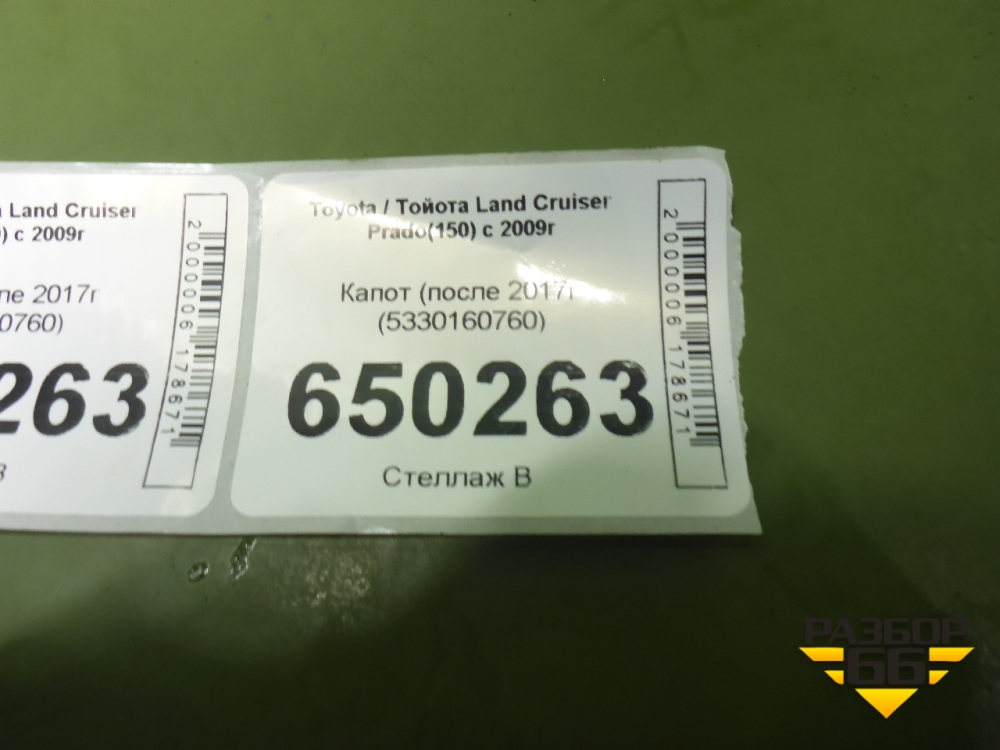 a Land Cruiser
) с 2009г
ле 2017г
0760)
263
В
2000006178671
Toyota / Тойота Land Cruiser
Prado(150) с 2009г
Капот (после 2017г
(5330160760)
650263
Стеллаж В
2000006178671
РАЗБОР
66